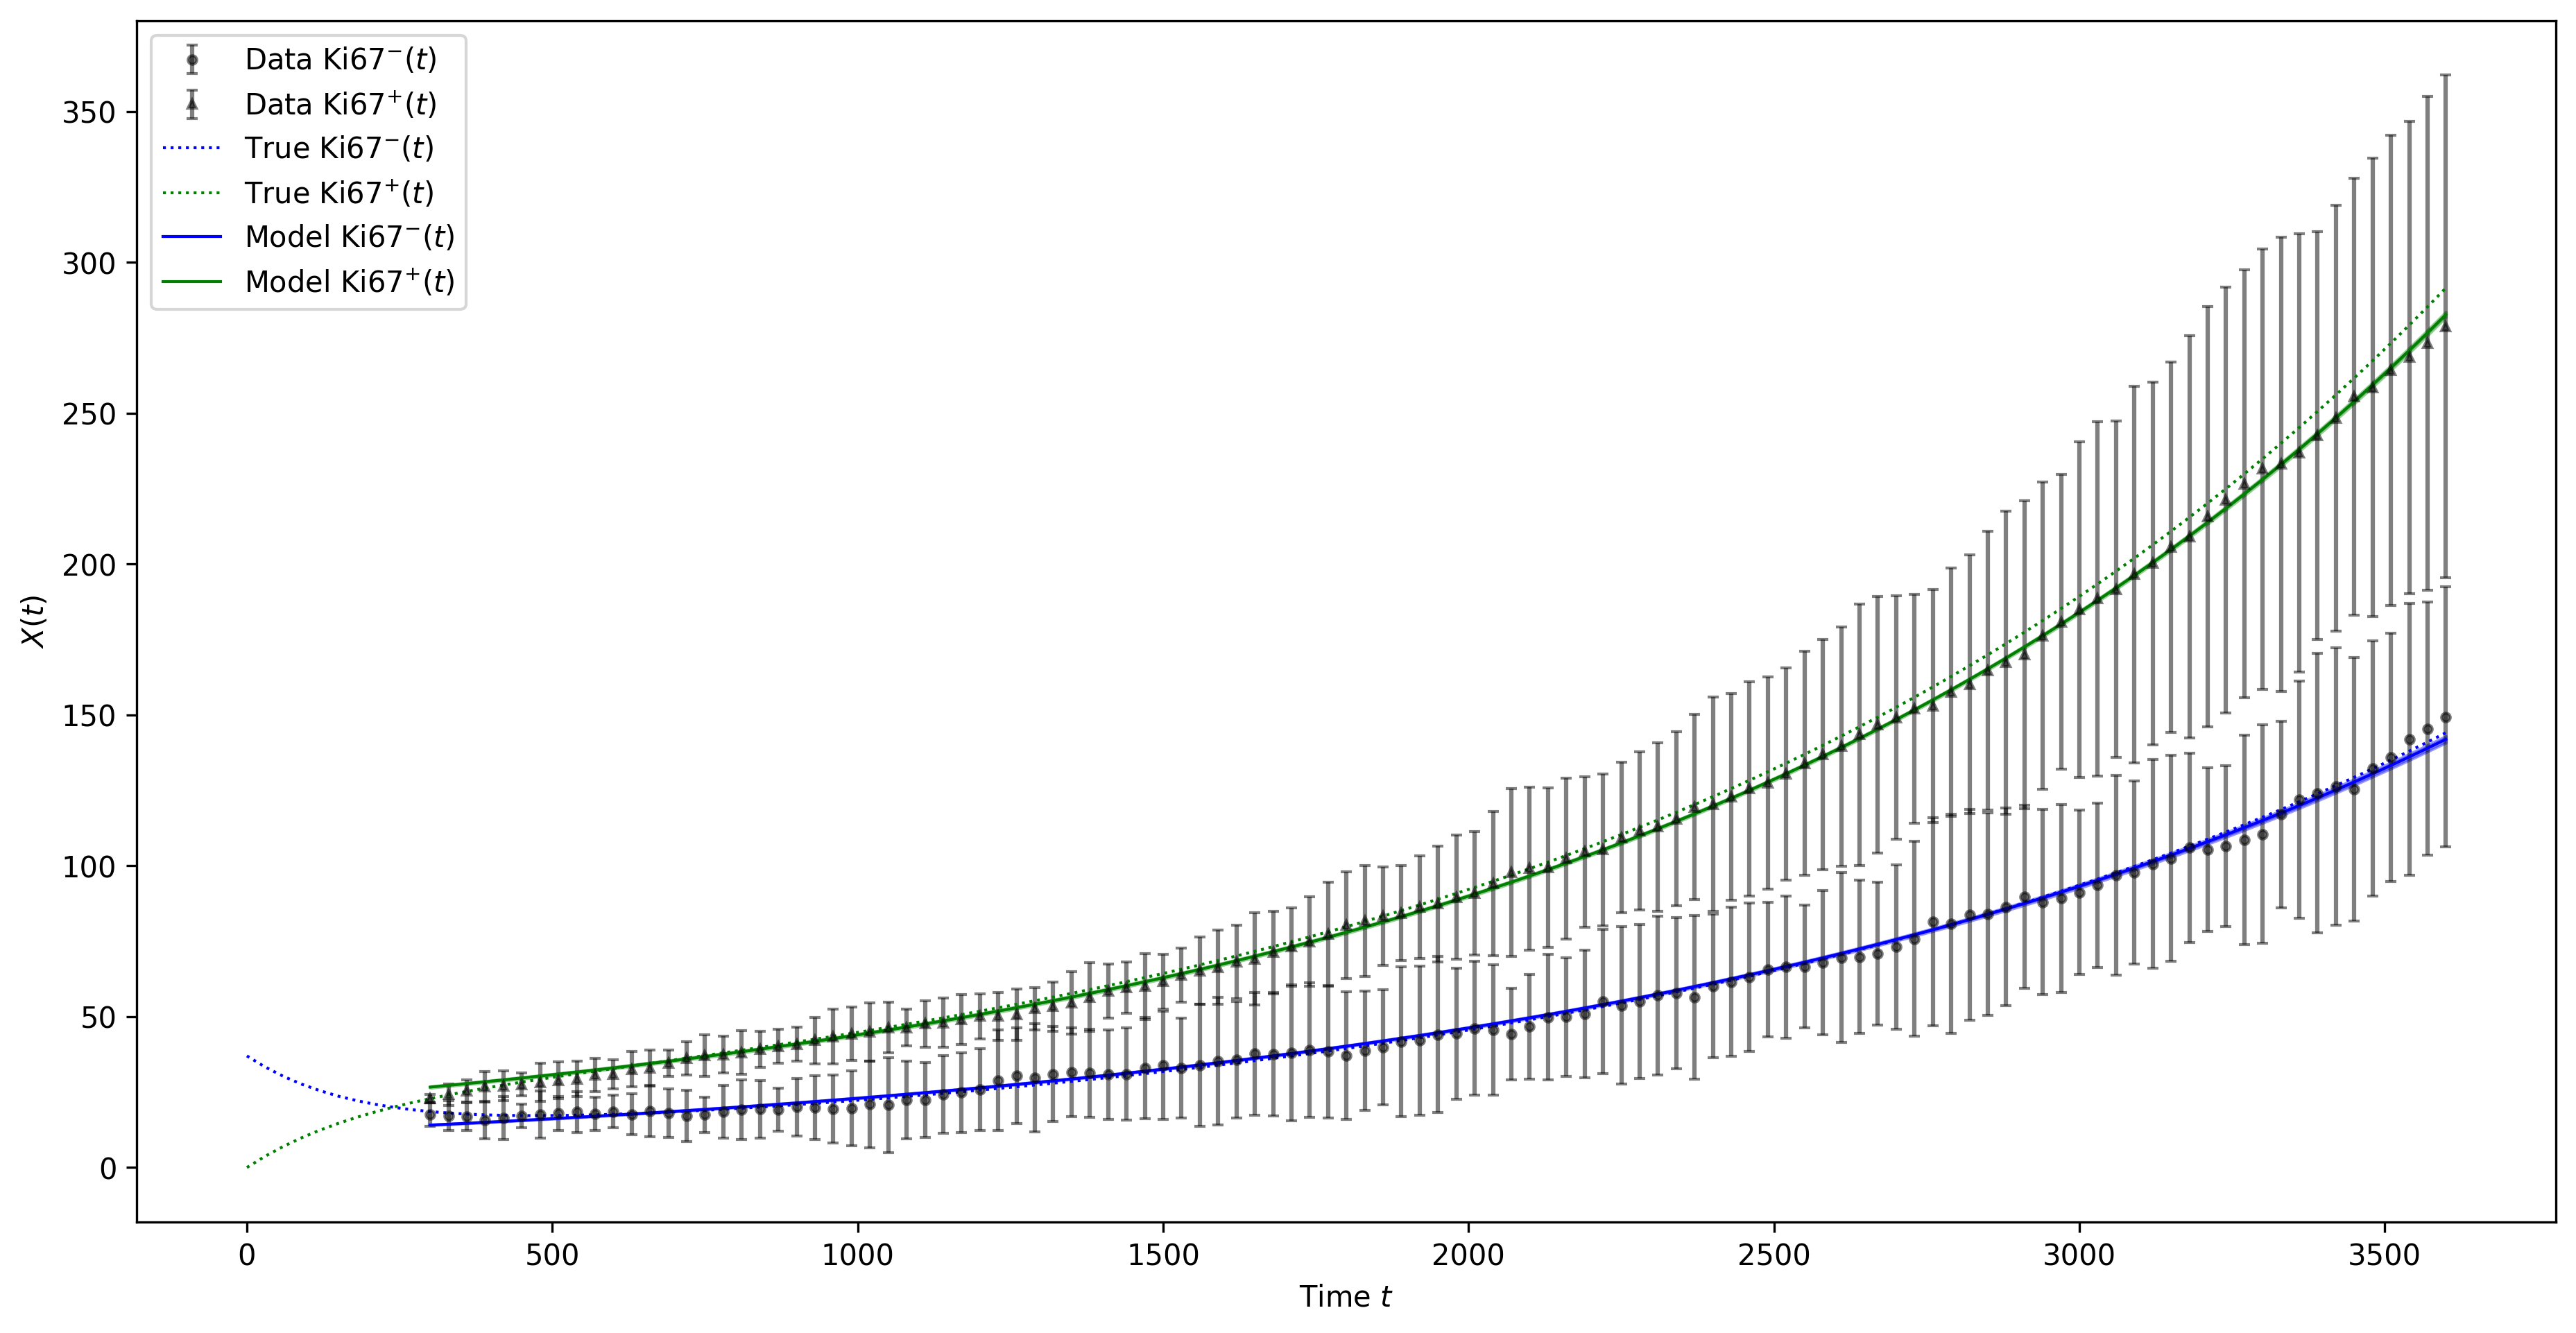 Data Ki67⁻(t)
Data Ki67⁺(t)
True Ki67⁻(t)
True Ki67⁺(t)
Model Ki67⁻(t)
Model Ki67⁺(t)
350
300
250
200
150
100
50
0
X(t)
0 500 1000 1500 2000 2500 3000 3500
Time t